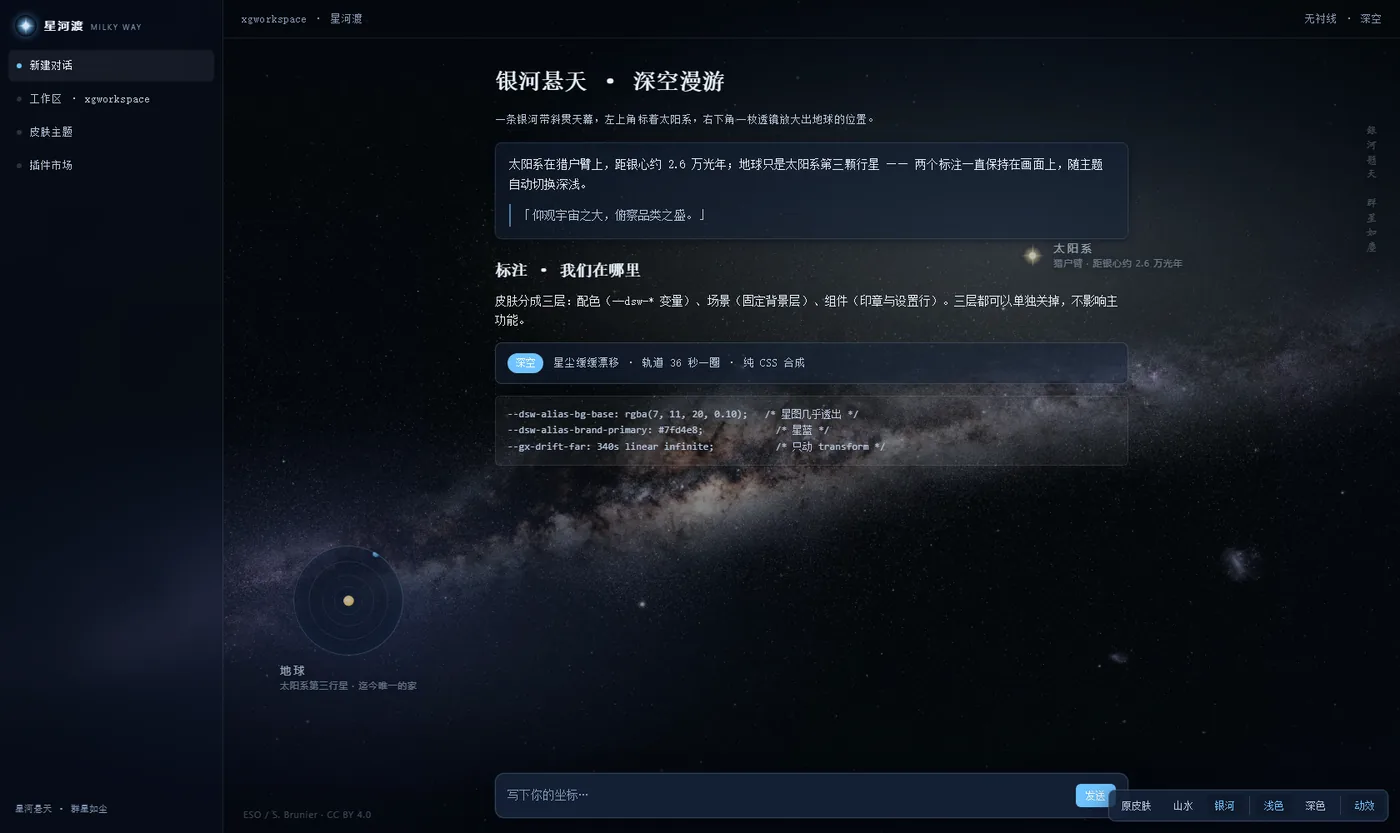 星河渡 MILKY WAY
新建对话
工作区 · xgworkspace
皮肤主题
插件市场
星河悬天 · 群星如尘
xgworkspace · 星河渡
无衬线 · 深空
银河悬天 · 深空漫游
一条银河带斜贯天幕，左上角标着太阳系，右下角一枚透镜放大出地球的位置。
太阳系在猎户臂上，距银心约 2.6 万光年；地球只是太阳系第三颗行星 —— 两个标注一直保持在画面上，随主题
自动切换深浅。
「仰观宇宙之大，俯察品类之盛。」
太阳系
猎户臂 · 距银心约 2.6 万光年
标注 · 我们在哪里
皮肤分成三层：配色（—dsw-* 变量）、场景（固定背景层）、组件（印章与设置行）。三层都可以单独关掉，不影响主
功能。
深空 星尘缓缓漂移 · 轨道 36 秒一圈 · 纯 CSS 合成
--dsw-alias-bg-base: rgba(7, 11, 20, 0.10); /* 星图几乎透出 */
--dsw-alias-brand-primary: #7fd4e8; /* 星蓝 */
--gx-drift-far: 340s linear infinite; /* 只动 transform */
银河悬天 群星如尘
地球
太阳系第三行星 · 迄今唯一的家
ESO / S. Brunier · CC BY 4.0
写下你的坐标…
发送
原皮肤 山水 银河 浅色 深色 动效